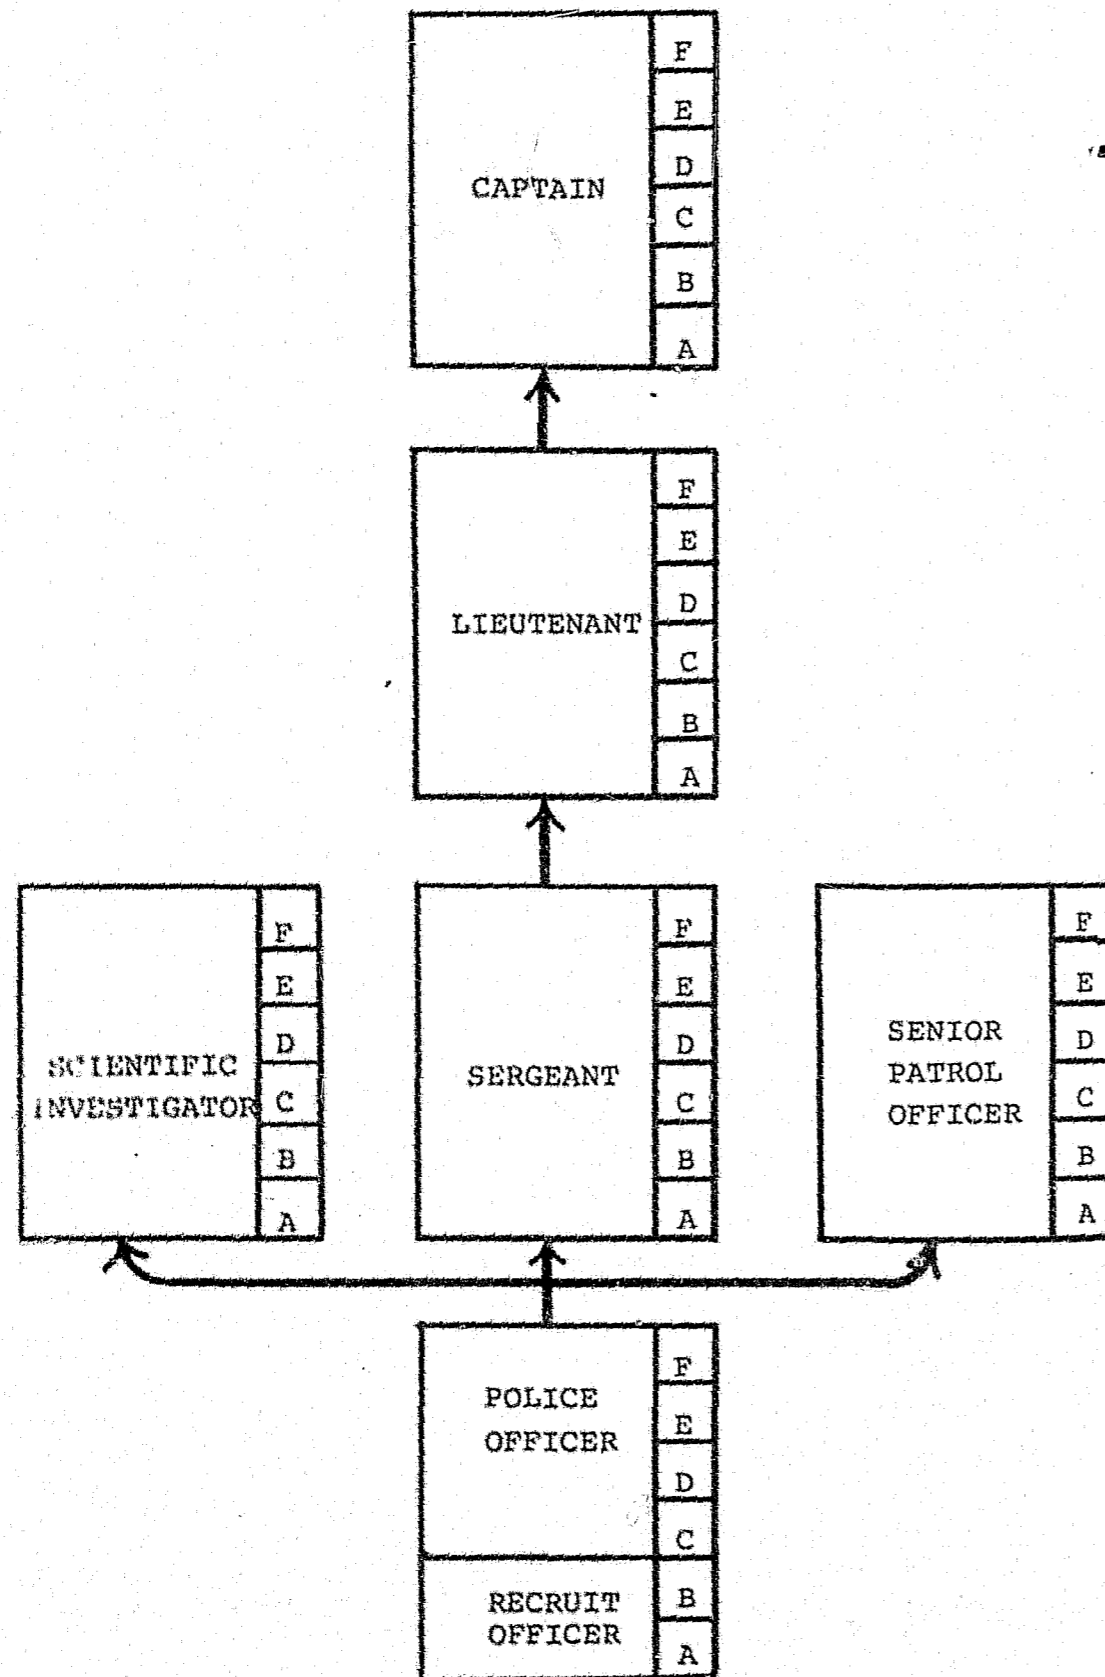 F
E
D
CAPTAIN
C
B
A
F
E
D
LIEUTENANT
C
B
A
F
E
D
SCIENTIFIC
INVESTIGATOR
C
B
A
F
E
D
SERGEANT
C
B
A
F
E
D
SENIOR
PATROL
OFFICER
C
B
A
F
POLICE
OFFICER
E
D
C
RECRUIT
OFFICER
B
A